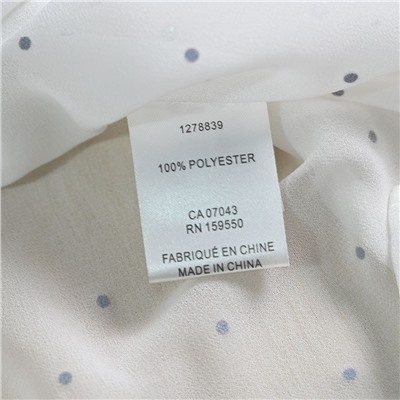 1278839
100% POLYESTER
CA 07043
RN 159550
FABRIQUÉ EN CHINE
MADE IN CHINA